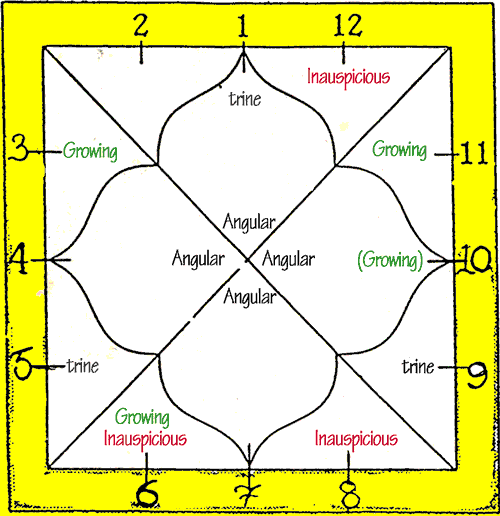 2 1 12
Inauspicious
trine
3 Growing Growing 11
Angular
4 Angular Angular (Growing) 10
Angular
5 trine trine 9
Growing
Inauspicious Inauspicious
6 7 8